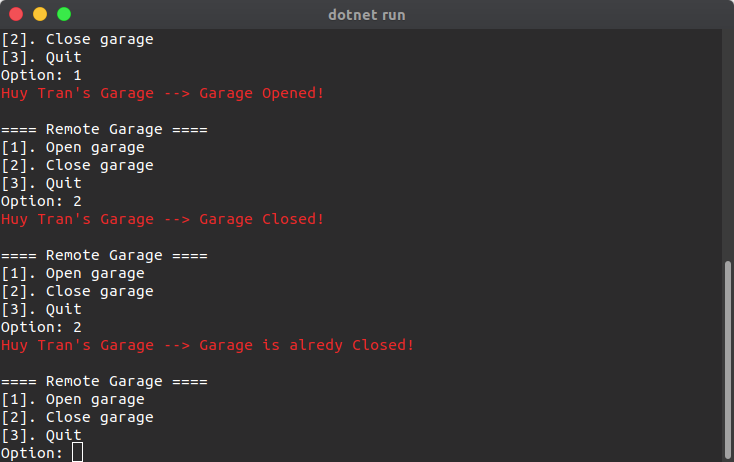 dotnet run
[2]. Close garage
[3]. Quit
Option: 1
Huy Tran's Garage --> Garage Opened!
==== Remote Garage ====
[1]. Open garage
[2]. Close garage
[3]. Quit
Option: 2
Huy Tran's Garage --> Garage Closed!
==== Remote Garage ====
[1]. Open garage
[2]. Close garage
[3]. Quit
Option: 2
Huy Tran's Garage --> Garage is alredy Closed!
==== Remote Garage ====
[1]. Open garage
[2]. Close garage
[3]. Quit
Option: